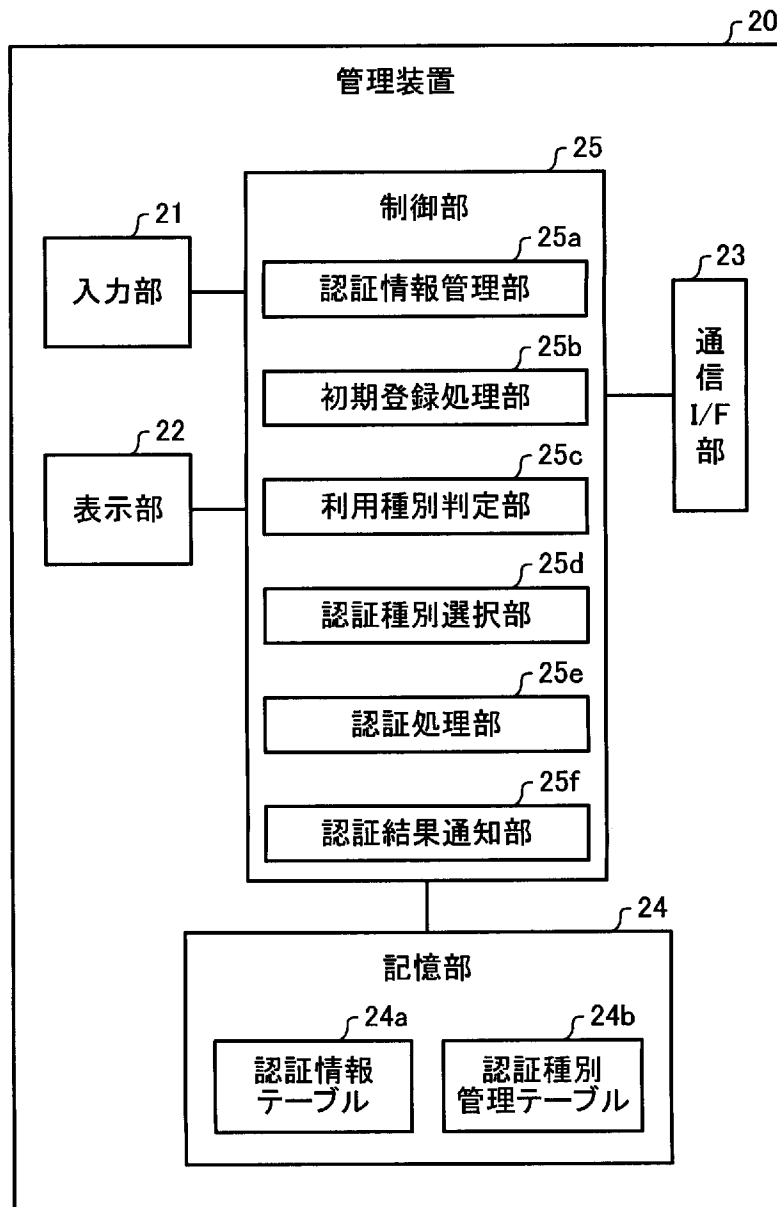 20
管理装置
25
制御部
21
入力部
25a
認証情報管理部
23
通信I/F部
25b
初期登録処理部
22
表示部
25c
利用種別判定部
25d
認証種別選択部
25e
認証処理部
25f
認証結果通知部
24
記憶部
24a
認証情報
テーブル
24b
認証種別
管理テーブル